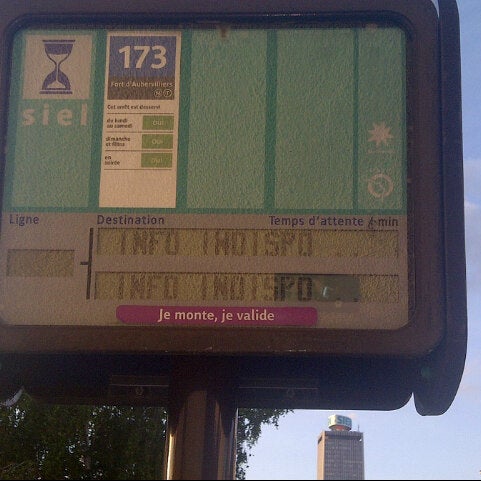 siel
173
Fort d'Aubervilliers
Cet arrêt est desservi
du lundi au samedi
Oui
dimanche et fêtes
Oui
en soirée
Oui
Ligne Destination Temps d'attente / min
INFO INDISPO ...
INFO INDISPO ...
Je monte, je valide